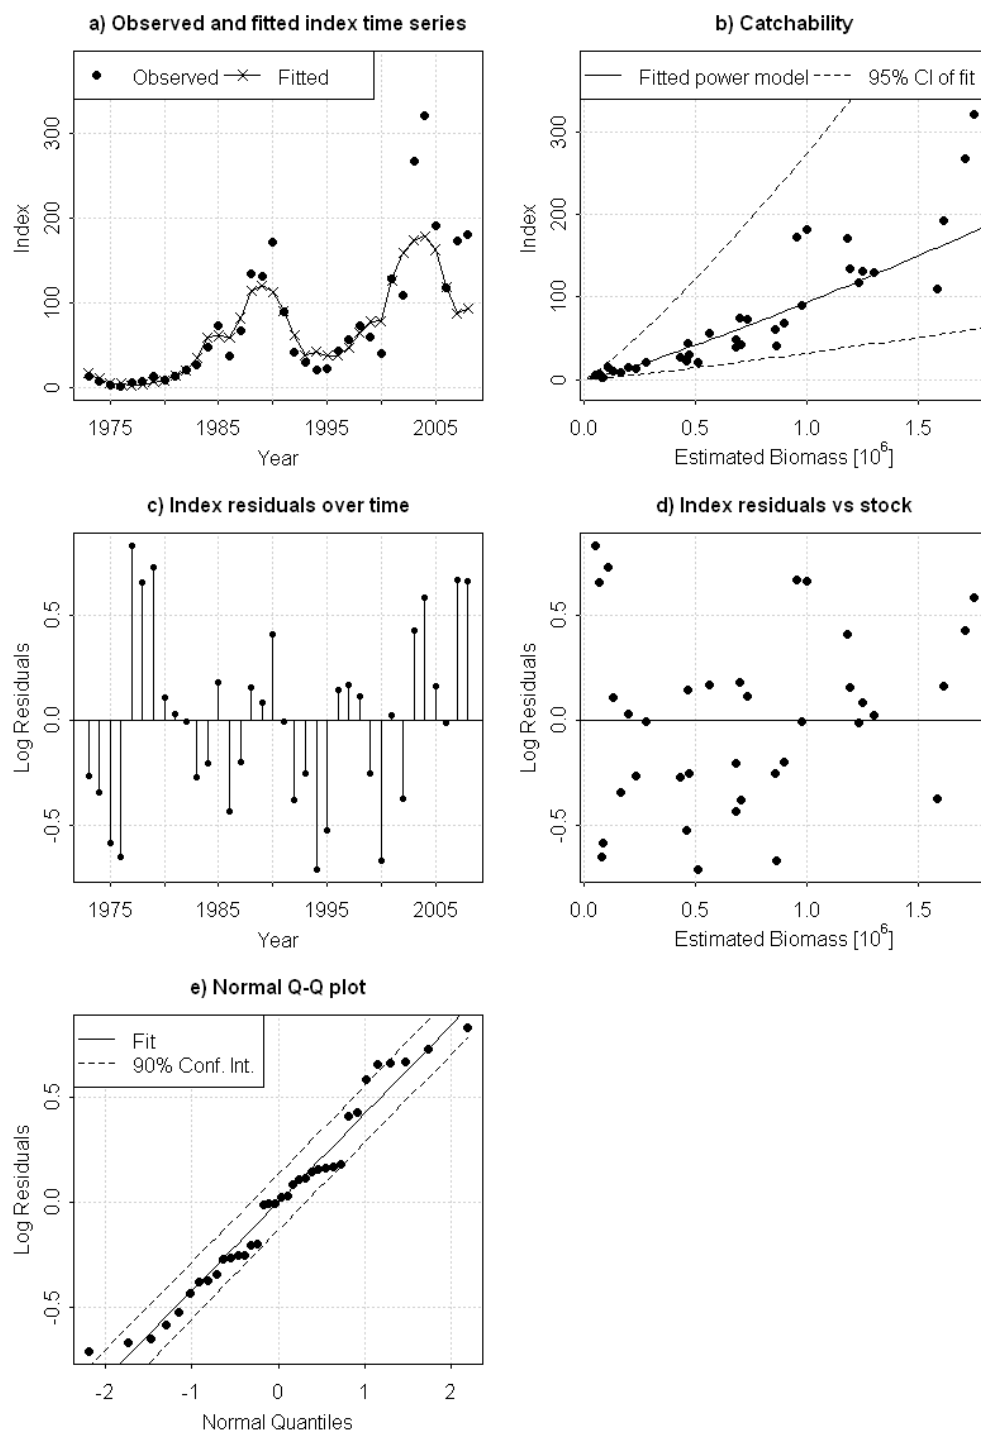 a) Observed and fitted index time series
Observed Fitted
300
200
100
0
Index
1975 1985 1995 2005
Year
b) Catchability
Fitted power model 95% CI of fit
300
200
100
0
Index
0.0 0.5 1.0 1.5
Estimated Biomass [10^6]
c) Index residuals over time
0.5
0.0
-0.5
Log Residuals
1975 1985 1995 2005
Year
d) Index residuals vs stock
0.5
0.0
-0.5
Log Residuals
0.0 0.5 1.0 1.5
Estimated Biomass [10^6]
e) Normal Q-Q plot
Fit
90% Conf. Int.
0.5
0.0
-0.5
Log Residuals
-2 -1 0 1 2
Normal Quantiles